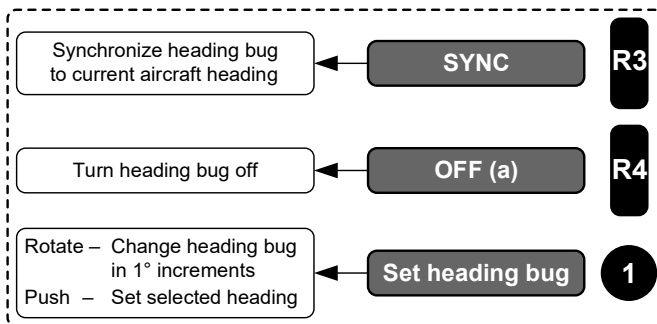 Synchronize heading bug
to current aircraft heading
SYNC
R3
Turn heading bug off
OFF (a)
R4
Rotate – Change heading bug
in 1° increments
Push – Set selected heading
Set heading bug
1